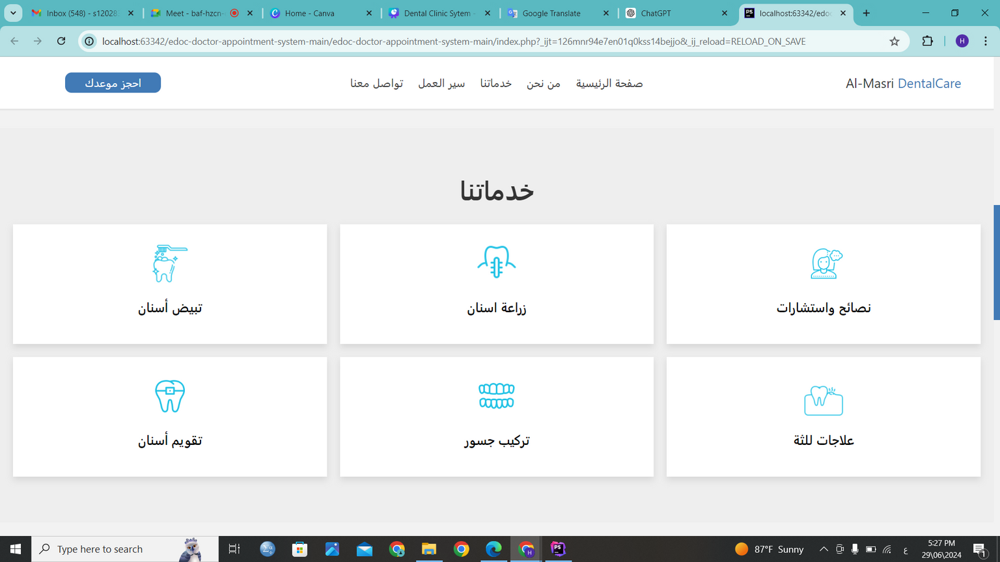 Inbox (548) - s12028
Meet - baf-hzcn-
Home - Canva
Dental Clinic Sytem -
Google Translate
ChatGPT
localhost:63342/edoc
localhost:63342/edoc-doctor-appointment-system-main/edoc-doctor-appointment-system-main/index.php?_ijt=126mnr94e7en01q0kss14bejjo&_ij_reload=RELOAD_ON_SAVE
H
Al-Masri DentalCare
صفحة الرئيسية من نحن خدماتنا سير العمل تواصل معنا
احجز موعدك
خدماتنا
نصائح واستشارات
زراعة اسنان
تبيض أسنان
علاجات للثة
تركيب جسور
تقويم أسنان
Type here to search
87°F Sunny
ع
5:27 PM
29\06\2024
1